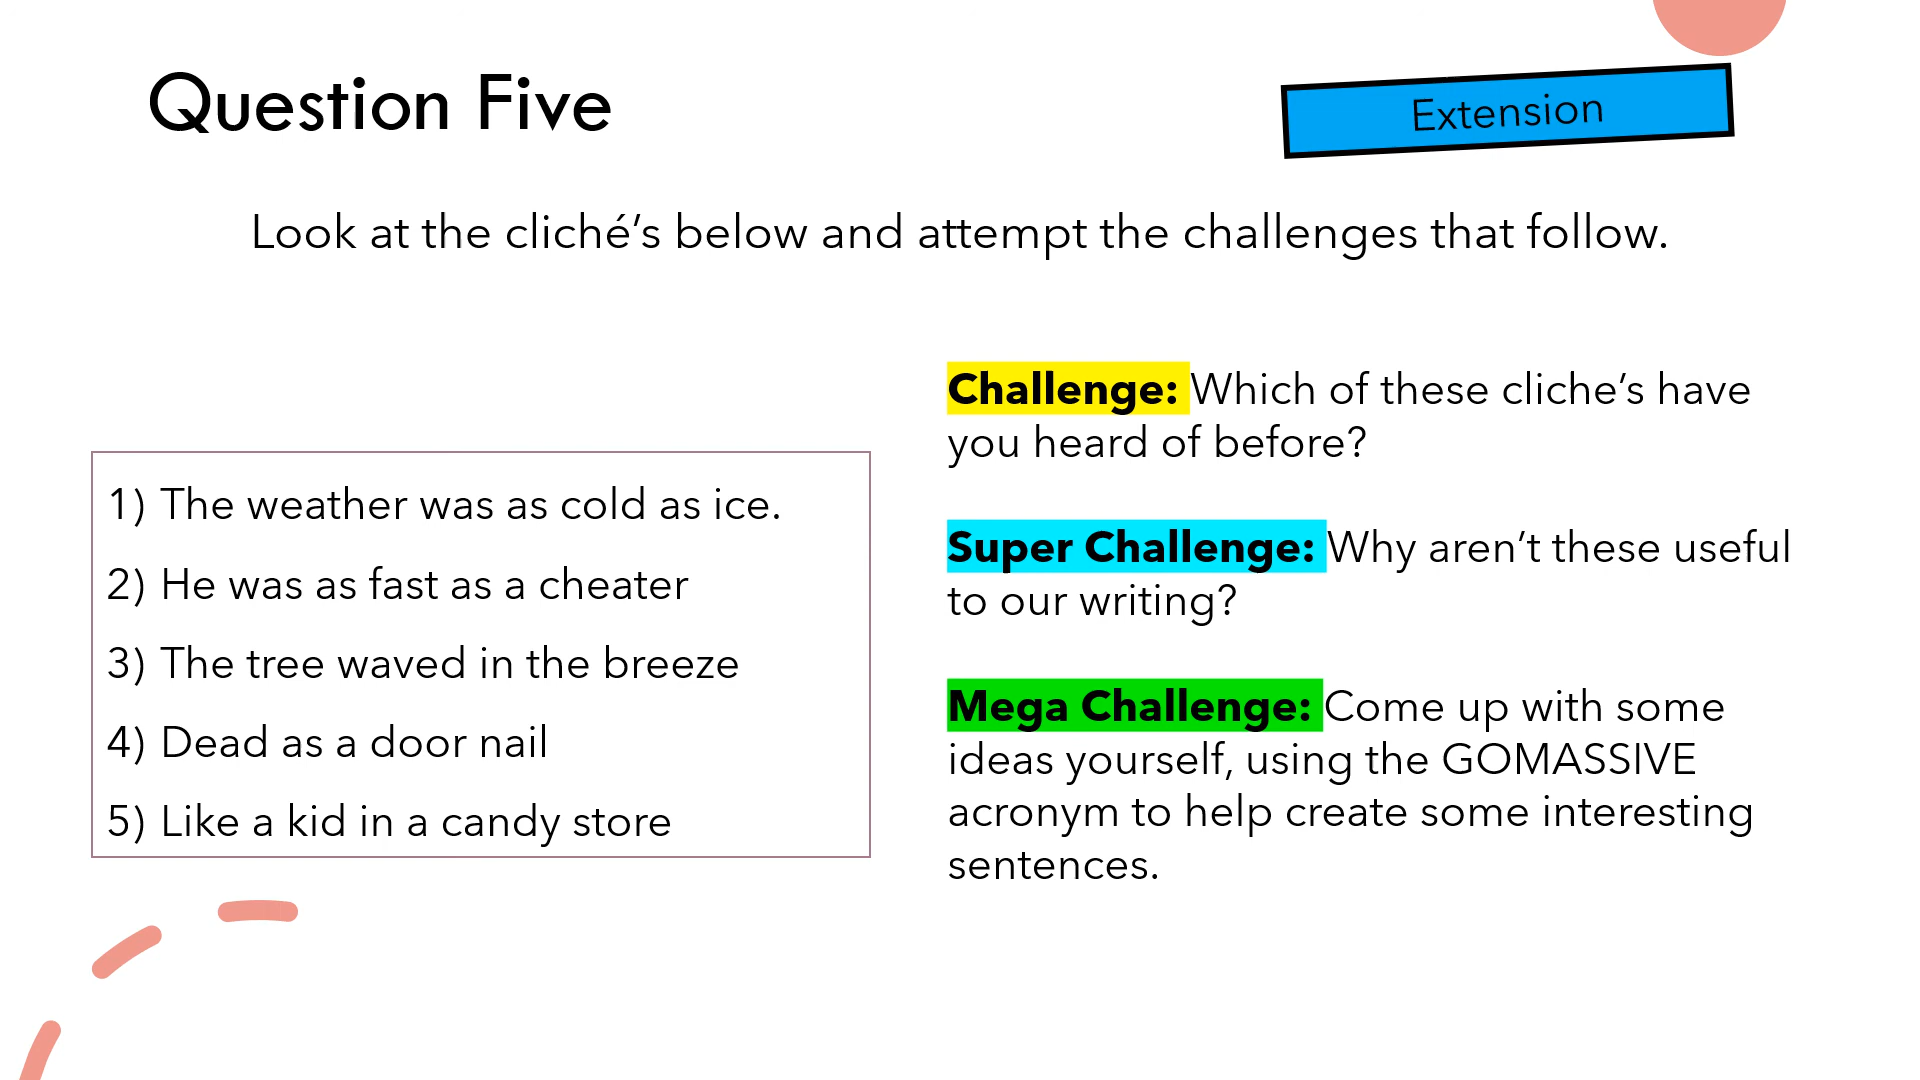 Question Five
Extension
Look at the cliché’s below and attempt the challenges that follow.
1) The weather was as cold as ice.
2) He was as fast as a cheater
3) The tree waved in the breeze
4) Dead as a door nail
5) Like a kid in a candy store
Challenge: Which of these cliche’s have
you heard of before?
Super Challenge: Why aren’t these useful
to our writing?
Mega Challenge: Come up with some
ideas yourself, using the GOMASSIVE
acronym to help create some interesting
sentences.